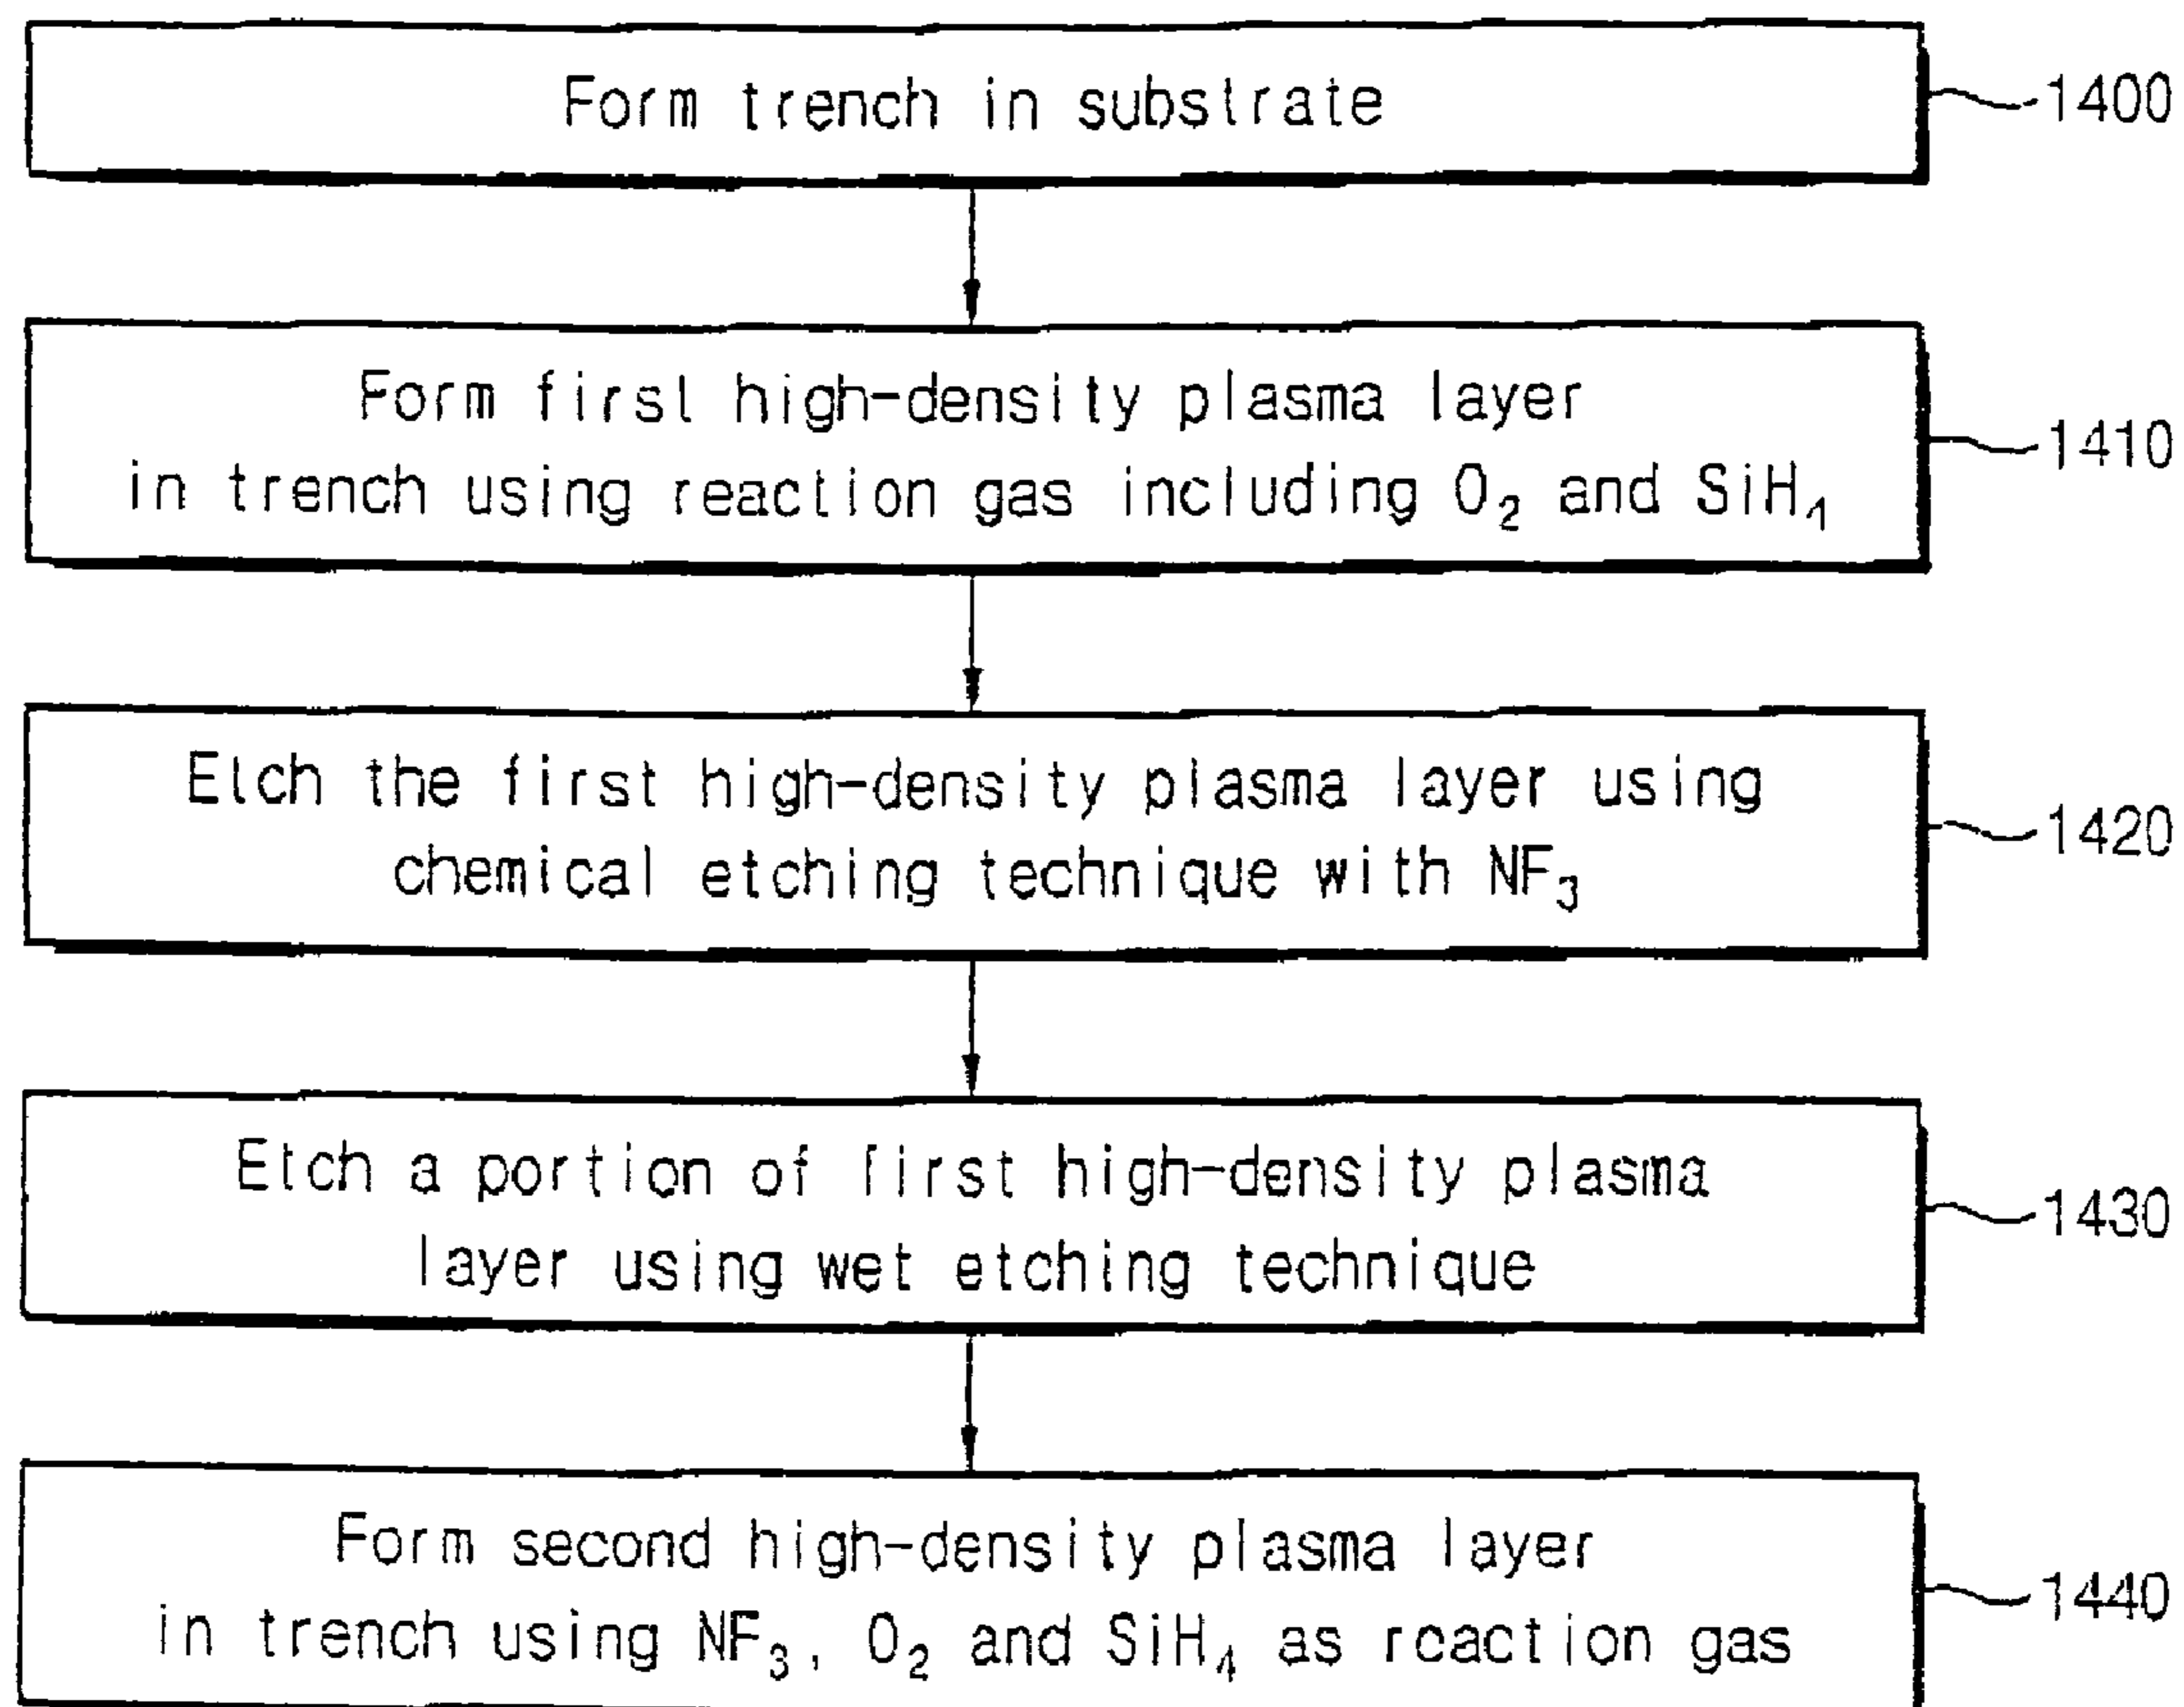 Form trench in substrate
1400
Form first high-density plasma layer
in trench using reaction gas including O₂ and SiH₄
1410
Etch the first high-density plasma layer using
chemical etching technique with NF₃
1420
Etch a portion of first high-density plasma
layer using wet etching technique
1430
Form second high-density plasma layer
in trench using NF₃, O₂ and SiH₄ as reaction gas
1440